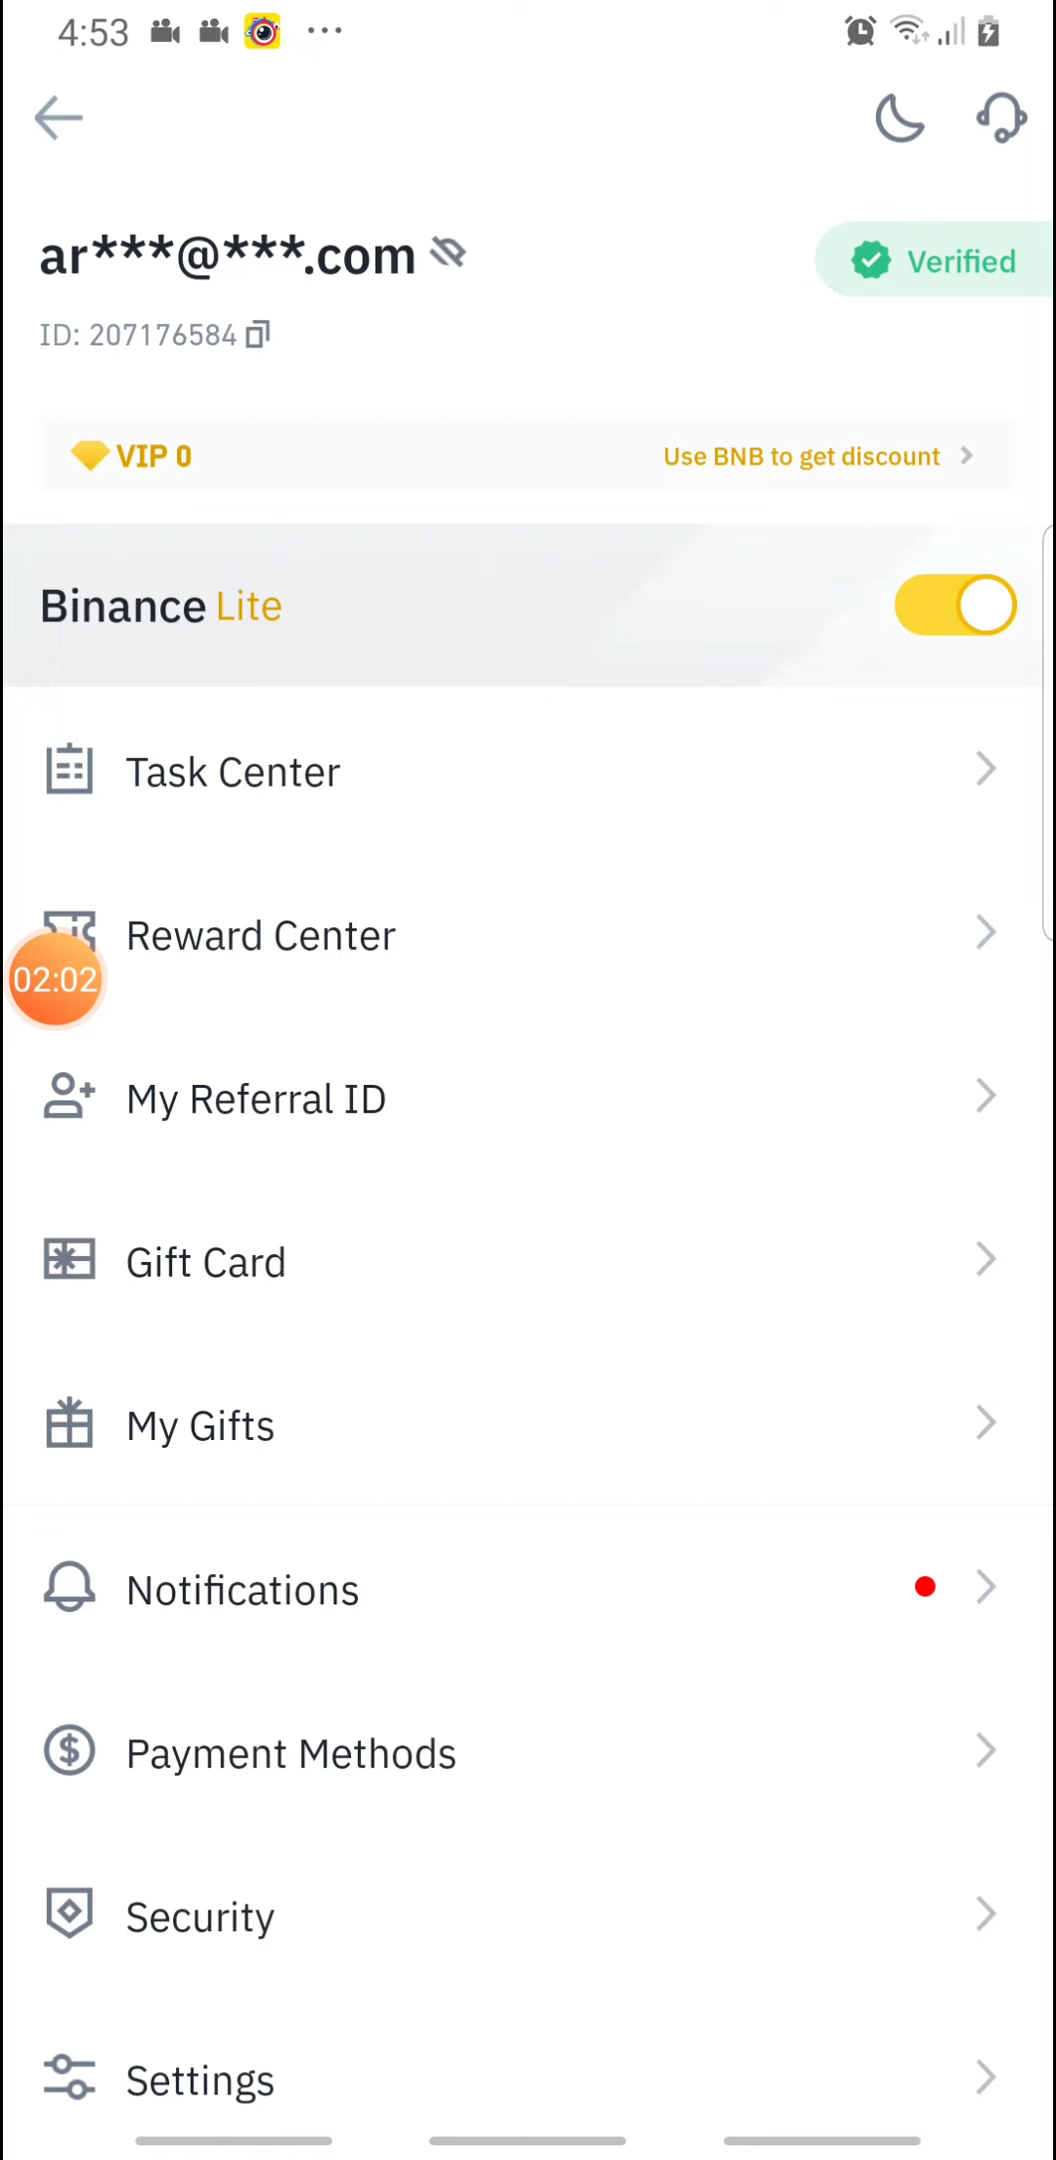 4:53
ar***@***.com
Verified
ID: 207176584
VIP 0
Use BNB to get discount
Binance Lite
Task Center
Reward Center
02:02
My Referral ID
Gift Card
My Gifts
Notifications
Payment Methods
Security
Settings